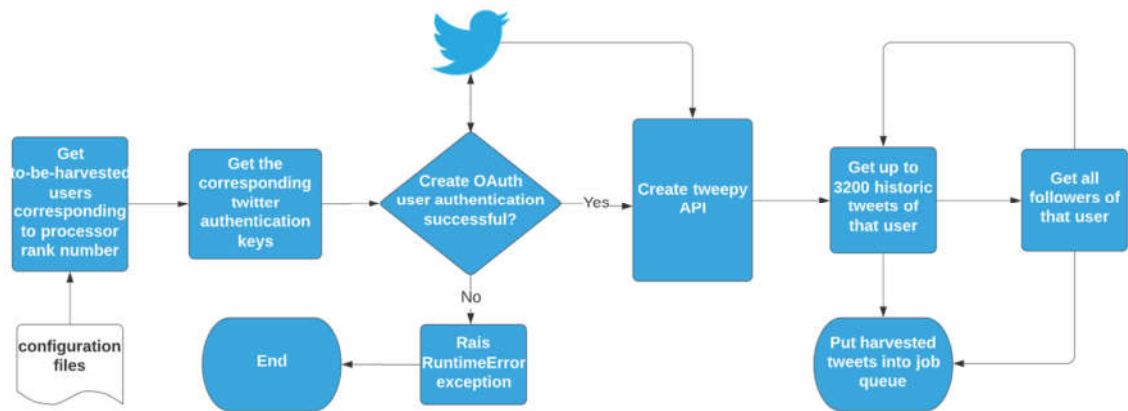 Get
to-be-harvested
users
corresponding
to processor
rank number
Get the
corresponding
twitter
authentication
keys
Create OAuth
user authentication
successful?
Yes
Create tweepy
API
Get up to
3200 historic
tweets of
that user
Get all
followers of
that user
No
configuration
files
End
Rais
RuntimeError
exception
Put harvested
tweets into job
queue